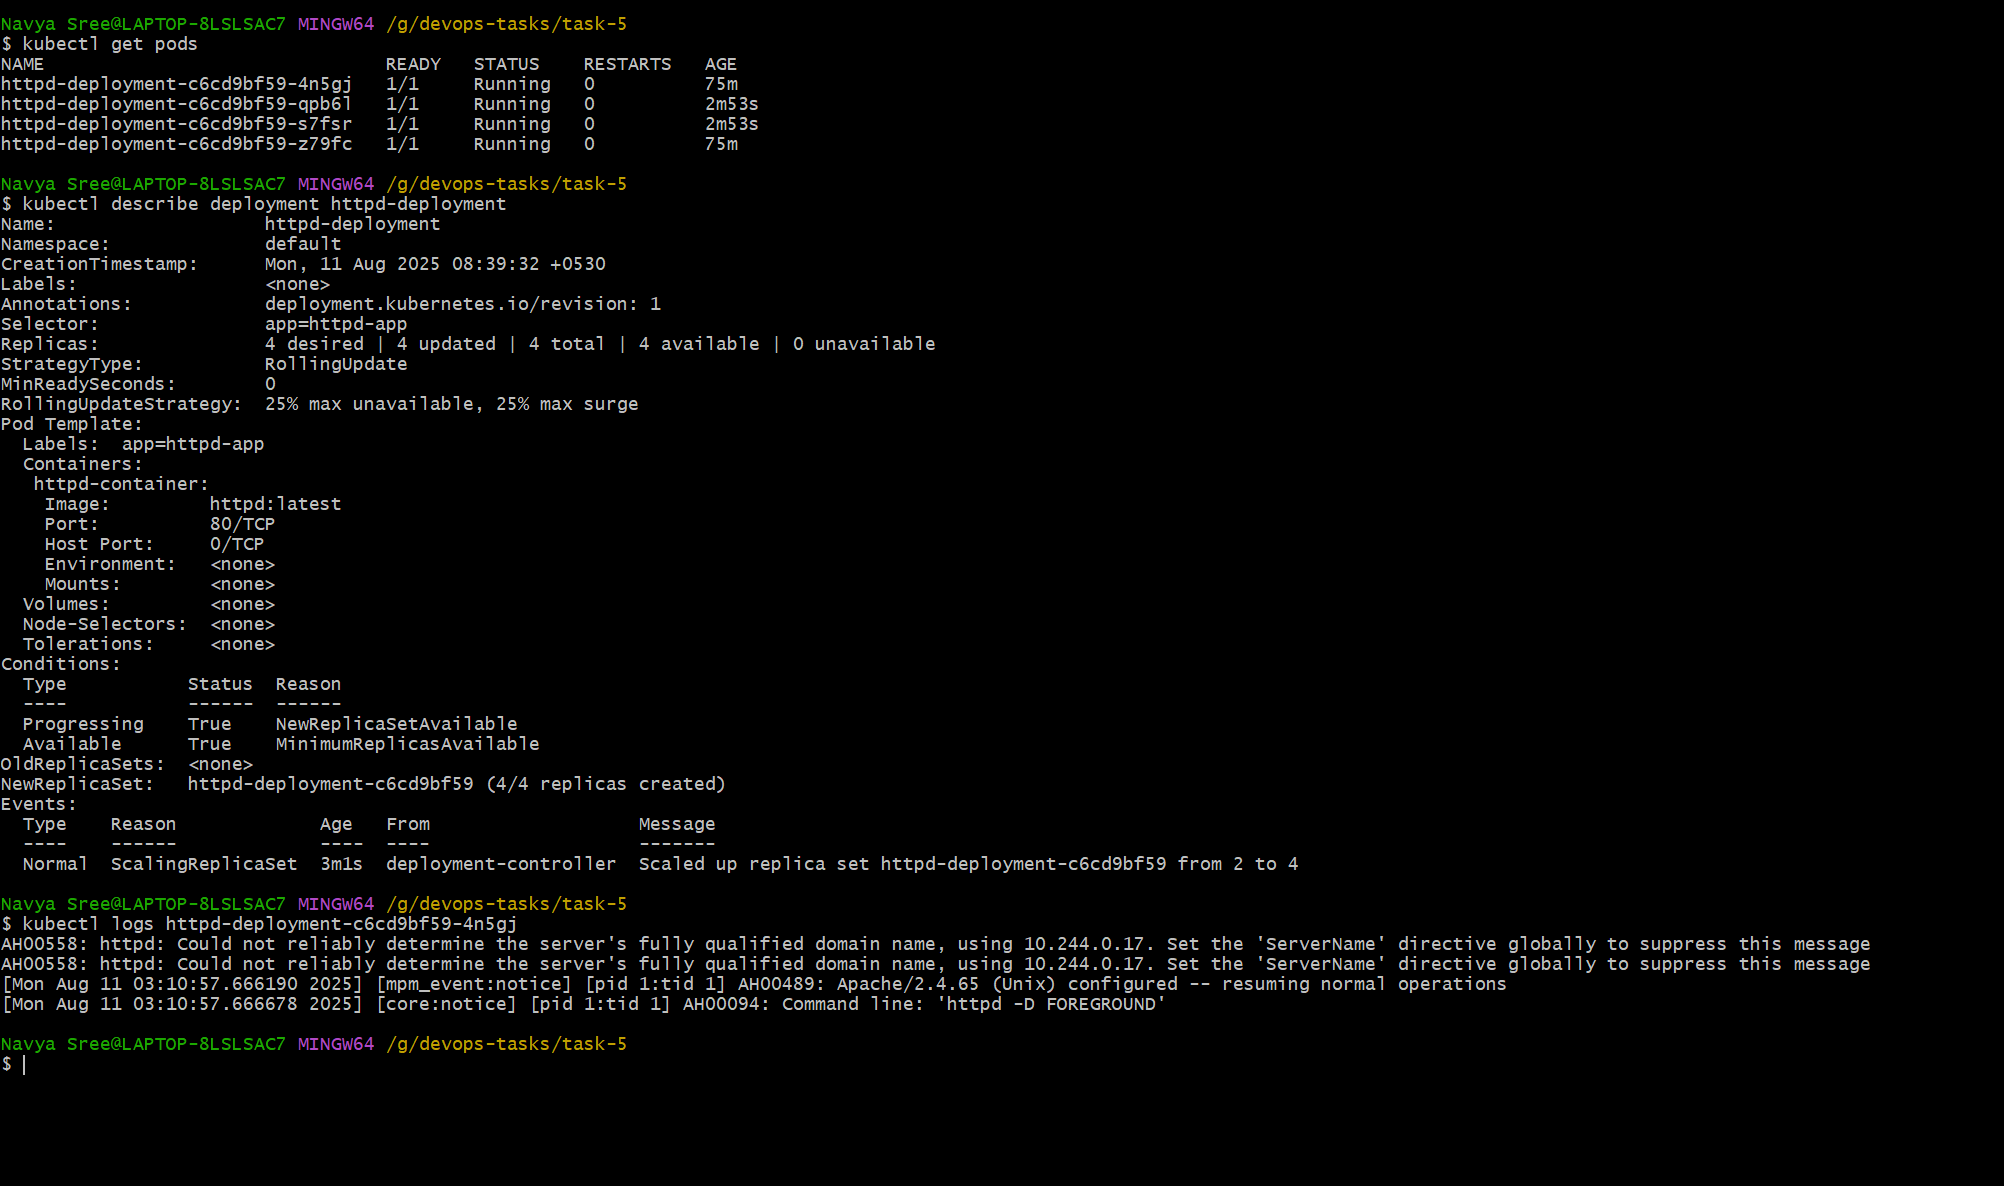 Navya Sree@LAPTOP-8LSLSAC7 MINGW64 /g/devops-tasks/task-5
$ kubectl get pods
NAME                               READY   STATUS    RESTARTS   AGE
httpd-deployment-c6cd9bf59-4n5gj   1/1     Running   0          75m
httpd-deployment-c6cd9bf59-qpb6l   1/1     Running   0          2m53s
httpd-deployment-c6cd9bf59-s7fsr   1/1     Running   0          2m53s
httpd-deployment-c6cd9bf59-z79fc   1/1     Running   0          75m

Navya Sree@LAPTOP-8LSLSAC7 MINGW64 /g/devops-tasks/task-5
$ kubectl describe deployment httpd-deployment
Name:                   httpd-deployment
Namespace:              default
CreationTimestamp:      Mon, 11 Aug 2025 08:39:32 +0530
Labels:                 <none>
Annotations:            deployment.kubernetes.io/revision: 1
Selector:               app=httpd-app
Replicas:               4 desired | 4 updated | 4 total | 4 available | 0 unavailable
StrategyType:           RollingUpdate
MinReadySeconds:        0
RollingUpdateStrategy:  25% max unavailable, 25% max surge
Pod Template:
  Labels:  app=httpd-app
  Containers:
   httpd-container:
    Image:         httpd:latest
    Port:          80/TCP
    Host Port:     0/TCP
    Environment:   <none>
    Mounts:        <none>
  Volumes:         <none>
  Node-Selectors:  <none>
  Tolerations:     <none>
Conditions:
  Type           Status  Reason
  ----           ------  ------
  Progressing    True    NewReplicaSetAvailable
  Available      True    MinimumReplicasAvailable
OldReplicaSets:  <none>
NewReplicaSet:   httpd-deployment-c6cd9bf59 (4/4 replicas created)
Events:
  Type    Reason             Age   From                   Message
  ----    ------             ----  ----                   -------
  Normal  ScalingReplicaSet  3m1s  deployment-controller  Scaled up replica set httpd-deployment-c6cd9bf59 from 2 to 4

Navya Sree@LAPTOP-8LSLSAC7 MINGW64 /g/devops-tasks/task-5
$ kubectl logs httpd-deployment-c6cd9bf59-4n5gj
AH00558: httpd: Could not reliably determine the server's fully qualified domain name, using 10.244.0.17. Set the 'ServerName' directive globally to suppress this message
AH00558: httpd: Could not reliably determine the server's fully qualified domain name, using 10.244.0.17. Set the 'ServerName' directive globally to suppress this message
[Mon Aug 11 03:10:57.666190 2025] [mpm_event:notice] [pid 1:tid 1] AH00489: Apache/2.4.65 (Unix) configured -- resuming normal operations
[Mon Aug 11 03:10:57.666678 2025] [core:notice] [pid 1:tid 1] AH00094: Command line: 'httpd -D FOREGROUND'

Navya Sree@LAPTOP-8LSLSAC7 MINGW64 /g/devops-tasks/task-5
$